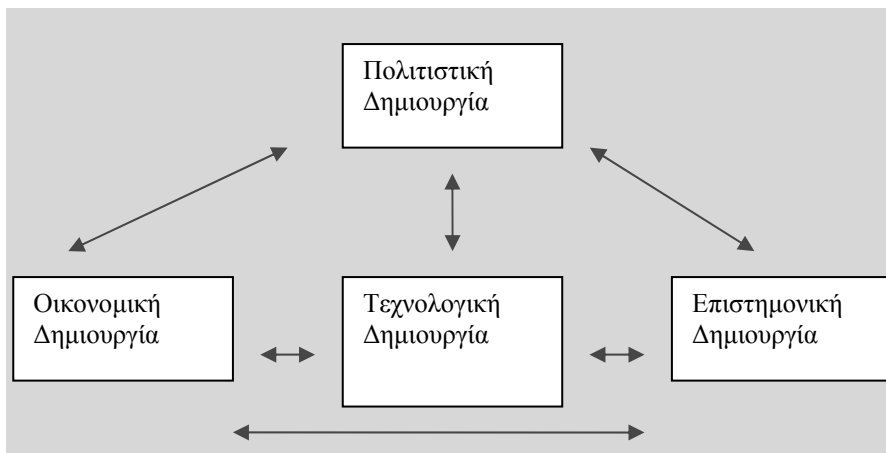 Πολιτιστική
Δημιουργία
Οικονομική
Δημιουργία
Τεχνολογική
Δημιουργία
Επιστημονική
Δημιουργία